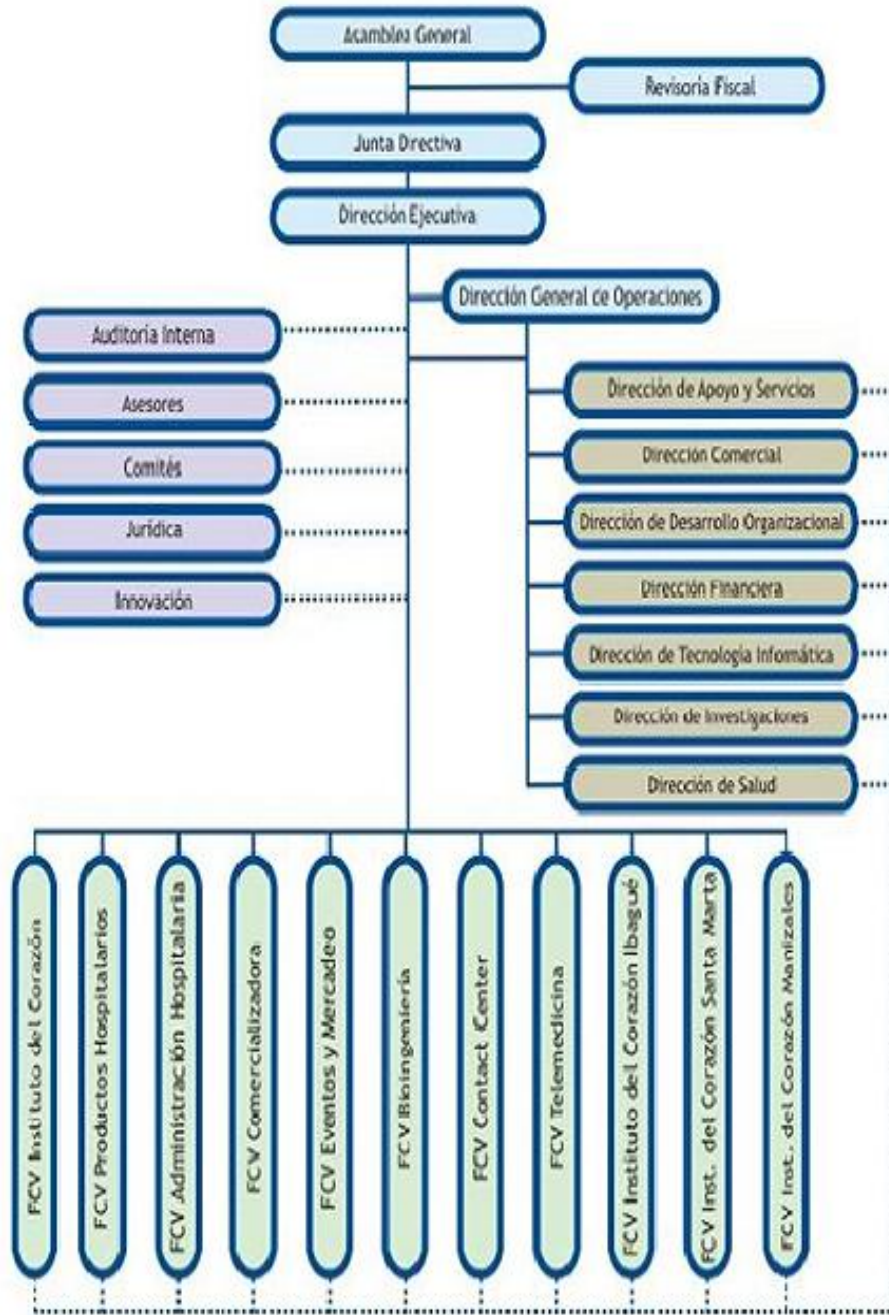 Asamblea General
Revisoría Fiscal
Junta Directiva
Dirección Ejecutiva
Dirección General de Operaciones
Auditoría Interna
Asesores
Comités
Jurídica
Innovación
Dirección de Apoyo y Servicios
Dirección Comercial
Dirección de Desarrollo Organizacional
Dirección Financiera
Dirección de Tecnología Informática
Dirección de Investigaciones
Dirección de Salud
FCV Instituto del Corazón
FCV Productos Hospitalarios
FCV Administración Hospitalaria
FCV Comercializadora
FCV Eventos y Mercadeo
FCV Bioingeniería
FCV Contact Center
FCV Telemedicina
FCV Instituto del Corazón Ibagué
FCV Inst. del Corazón Santa Marta
FCV Inst. del Corazón Manizales